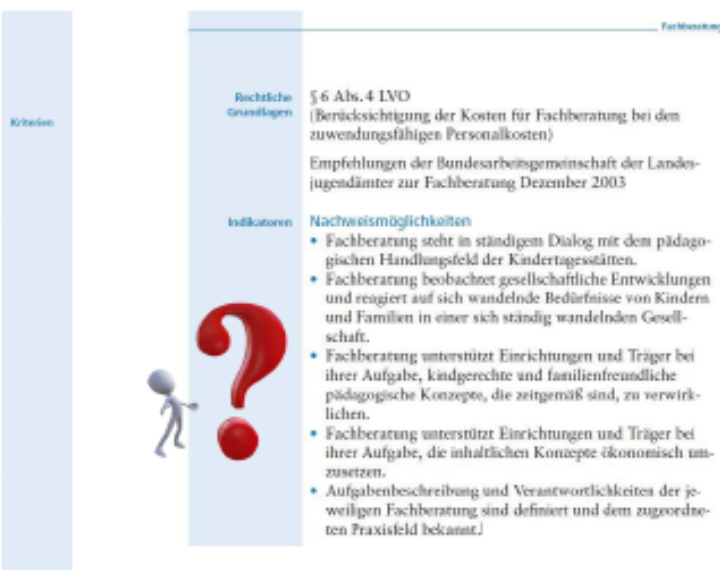 Fachberatung
Kriterien
Rechtliche
Grundlagen
§ 6 Abs. 4 LVO
(Berücksichtigung der Kosten für Fachberatung bei den
zuwendungsfähigen Personalkosten)
Empfehlungen der Bundesarbeitsgemeinschaft der Landes-
jugendämter zur Fachberatung Dezember 2003
Indikatoren
Nachweismöglichkeiten
• Fachberatung steht in ständigem Dialog mit dem pädago-
gischen Handlungsfeld der Kindertagesstätten.
• Fachberatung beobachtet gesellschaftliche Entwicklungen
und reagiert auf sich wandelnde Bedürfnisse von Kindern
und Familien in einer sich ständig wandelnden Gesell-
schaft.
• Fachberatung unterstützt Einrichtungen und Träger bei
ihrer Aufgabe, kindgerechte und familienfreundliche
pädagogische Konzepte, die zeitgemäß sind, zu verwirk-
lichen.
• Fachberatung unterstützt Einrichtungen und Träger bei
ihrer Aufgabe, die inhaltlichen Konzepte ökonomisch um-
zusetzen.
• Aufgabenbeschreibung und Verantwortlichkeiten der je-
weiligen Fachberatung sind definiert und dem zugeordne-
ten Praxisfeld bekannt.